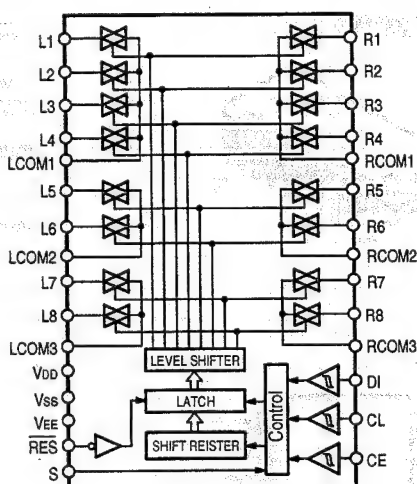 L1
R1
L2
R2
L3
R3
L4
R4
LCOM1
RCOM1
L5
R5
L6
R6
LCOM2
RCOM2
L7
R7
L8
R8
LCOM3
RCOM3
LEVEL SHIFTER
VDD
DI
LATCH
VSS
Control
CL
VEE
RES
SHIFT REISTER
CE
S